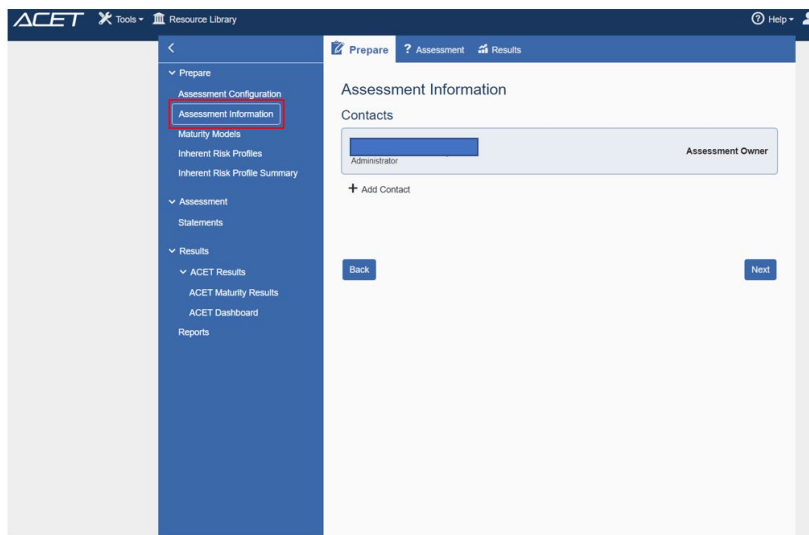 ACET Tools Resource Library Help
Prepare Assessment Results
Prepare
Assessment Configuration
Assessment Information
Maturity Models
Inherent Risk Profiles
Inherent Risk Profile Summary
Assessment
Statements
Results
ACET Results
ACET Maturity Results
ACET Dashboard
Reports
Assessment Information
Contacts
Administrator
Assessment Owner
Add Contact
Back
Next